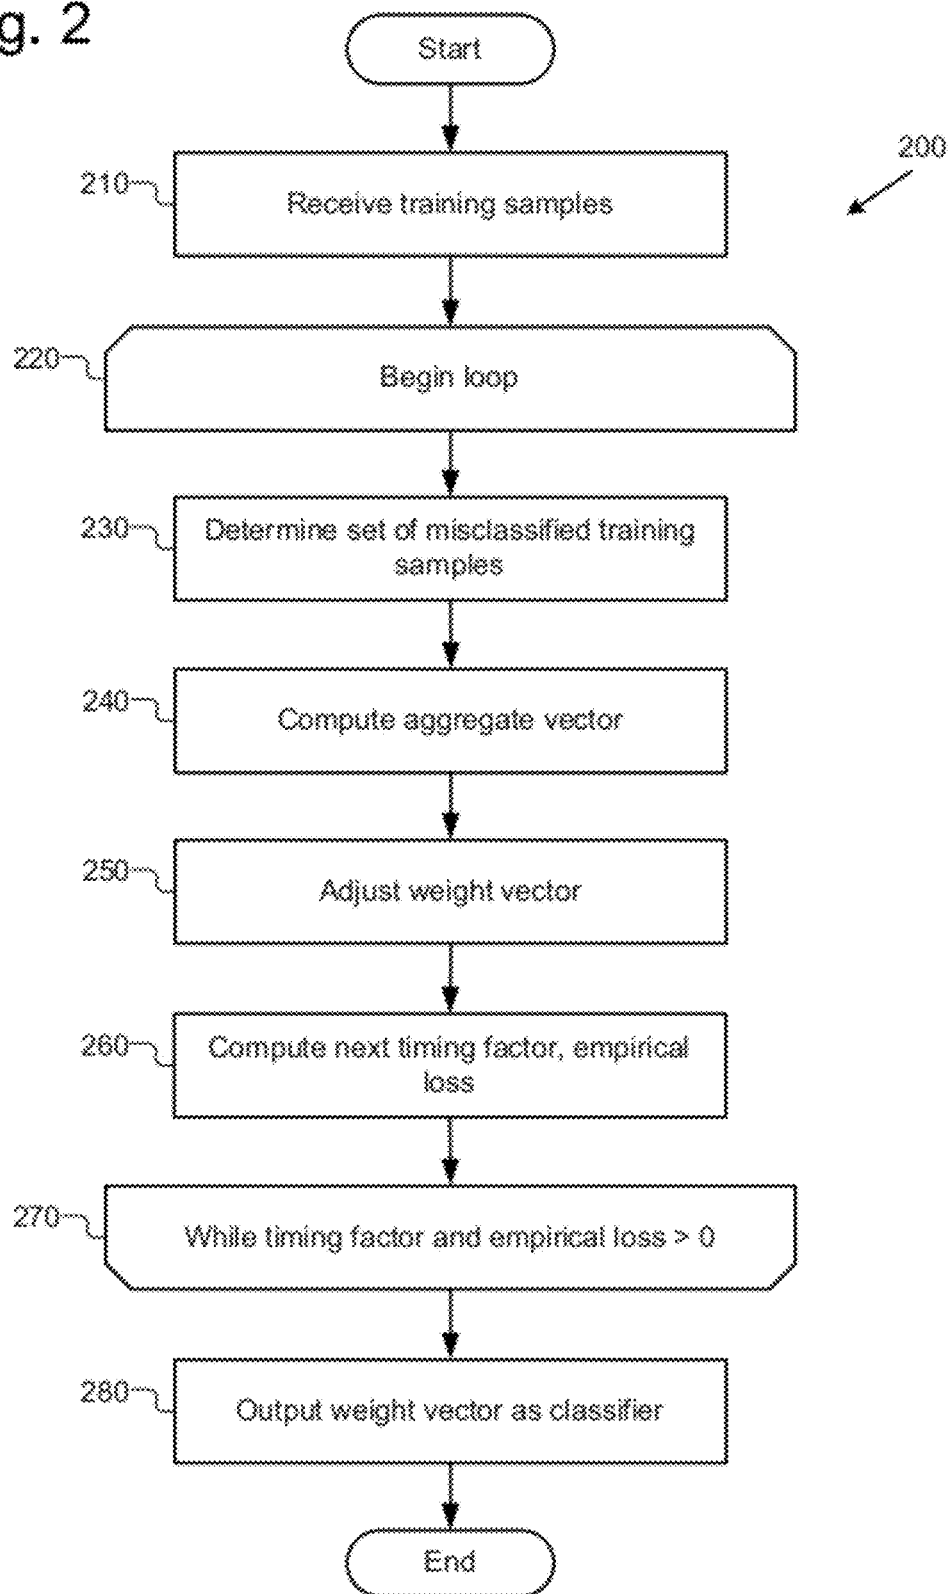 g. 2
Start
200
210
Receive training samples
220
Begin loop
230
Determine set of misclassified training
samples
240
Compute aggregate vector
250
Adjust weight vector
260
Compute next timing factor, empirical
loss
270
While timing factor and empirical loss > 0
280
Output weight vector as classifier
End